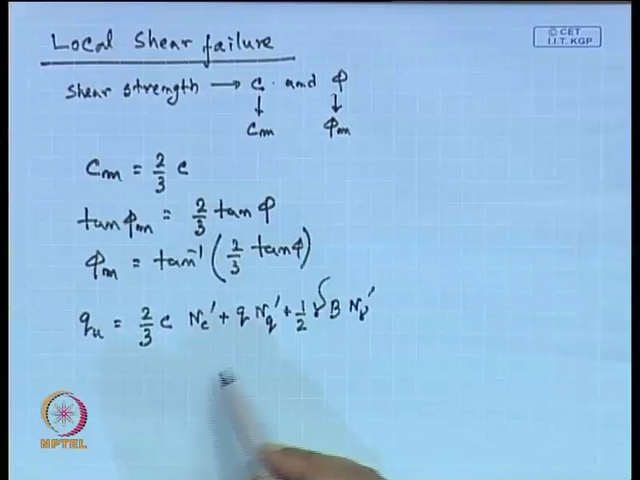 Local Shear failure
© CET
I.I.T. KGP
Shear strength → c and φ
↓ ↓
cm φm
cm = 2/3 c
tan φm = 2/3 tan φ
φm = tan⁻¹ (2/3 tan φ)
qu = 2/3 c Nc' + q Nq' + 1/2 γ B Nγ'
NPTEL